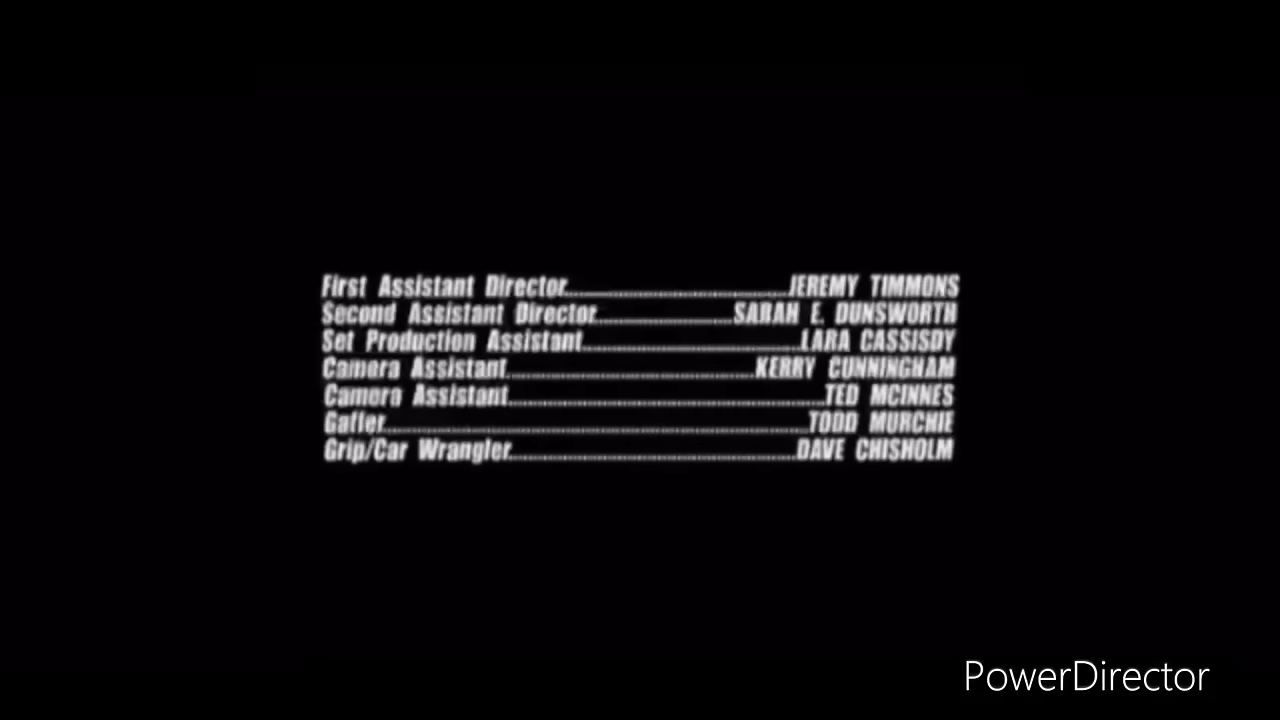 First Assistant Director..............................JEREMY TIMMONS
Second Assistant Director....................SARAH E. DUNSWORTH
Set Production Assistant..............................LARA CASSISDY
Camera Assistant..................................KERRY CUNNINGHAM
Camera Assistant...........................................TED MCINNES
Gaffer..........................................................TODD MURCHIE
Grip/Car Wrangler.......................................DAVE CHISHOLM
PowerDirector